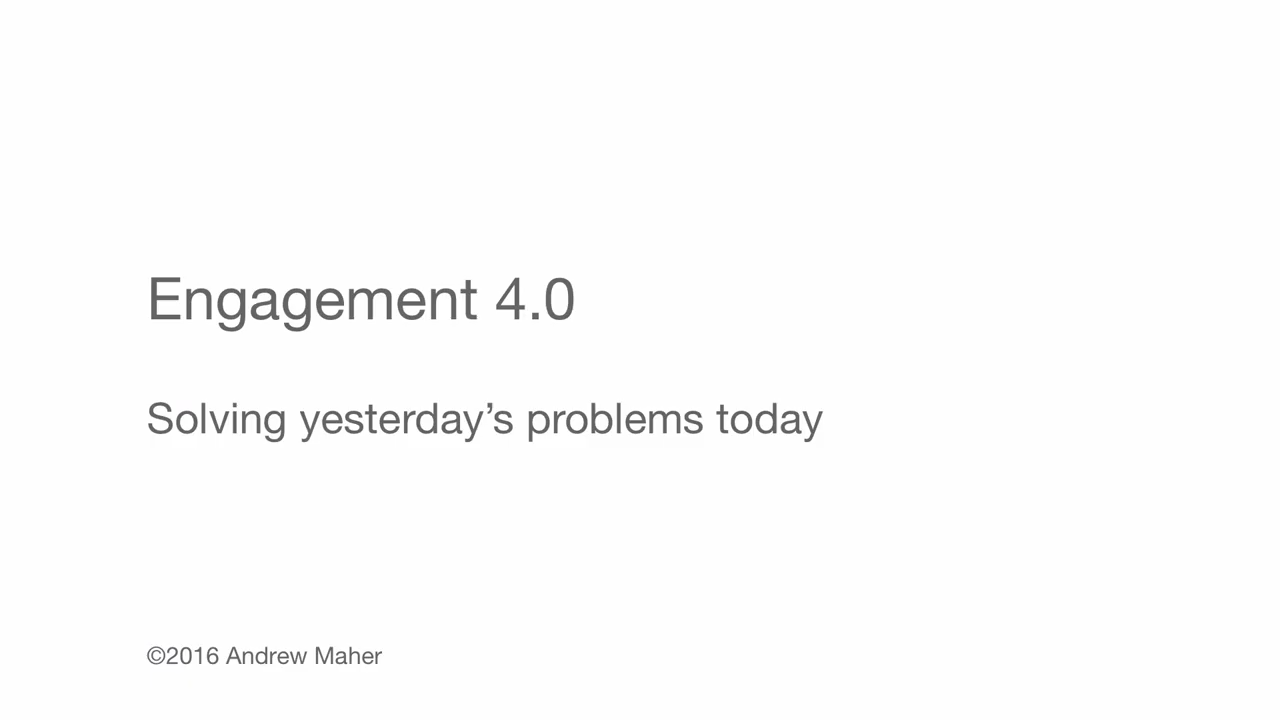 Engagement 4.0
Solving yesterday’s problems today
©2016 Andrew Maher